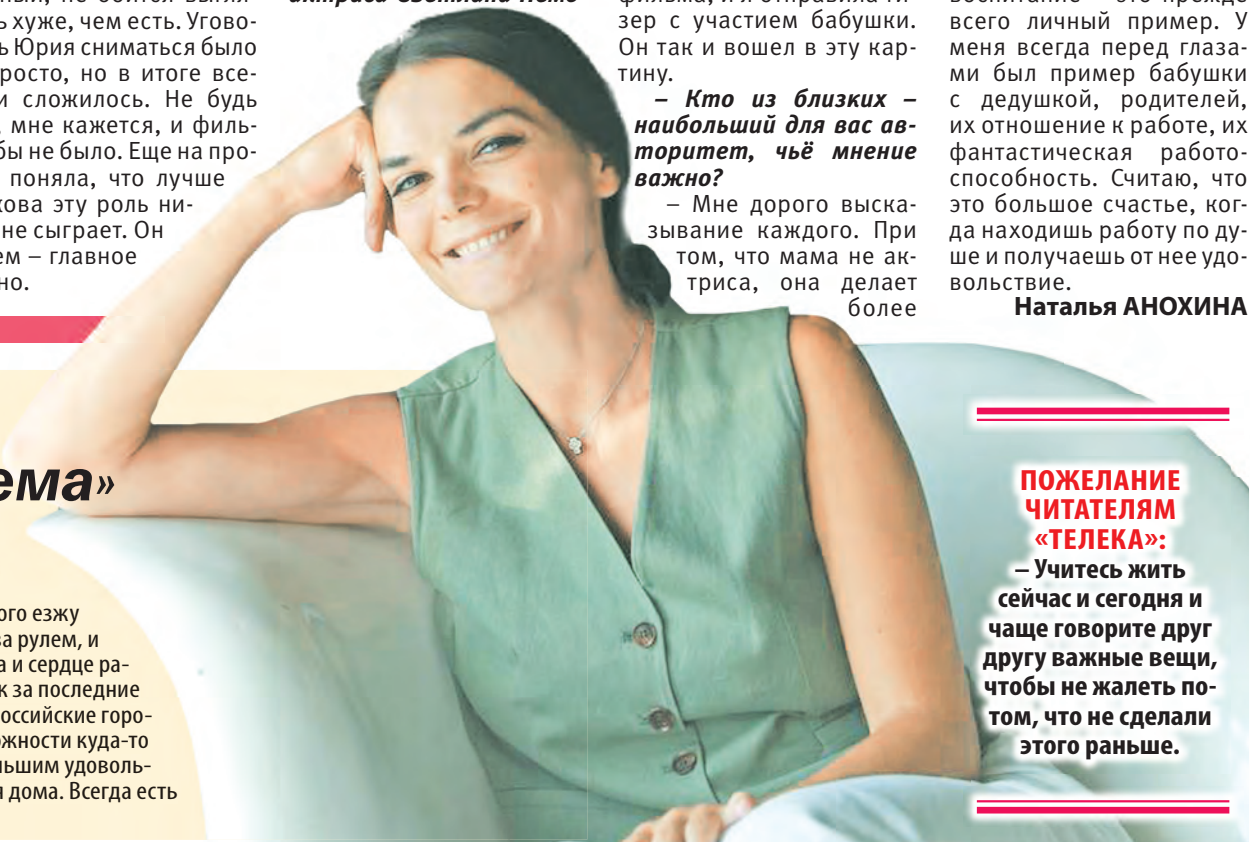 ь хуже, чем есть. Угово-
ь Юрия сниматься было
росто, но в итоге все-
и сложилось. Не будь
, мне кажется, и филь-
бы не было. Еще на про-
поняла, что лучше
кова эту роль ни-
не сыграет. Он
ем – главное
но.
зер с участием бабушки.
Он так и вошел в эту кар-
тину.
– Кто из близких –
наибольший для вас ав-
торитет, чьё мнение
важно?
– Мне дорого выска-
зывание каждого. При
том, что мама не ак-
триса, она делает
более
всего личный пример. У
меня всегда перед глаза-
ми был пример бабушки
с дедушкой, родителей,
их отношение к работе, их
фантастическая работо-
способность. Считаю, что
это большое счастье, ког-
да находишь работу по ду-
ше и получаешь от нее удо-
вольствие.
Наталья АНОХИНА
ема»
ого езжу
за рулем, и
а и сердце ра-
к за последние
оссийские горо-
ожности куда-то
льшим удоволь-
я дома. Всегда есть
ПОЖЕЛАНИЕ
ЧИТАТЕЛЯМ
«ТЕЛЕКА»:
– Учитесь жить
сейчас и сегодня и
чаще говорите друг
другу важные вещи,
чтобы не жалеть по-
том, что не сделали
этого раньше.